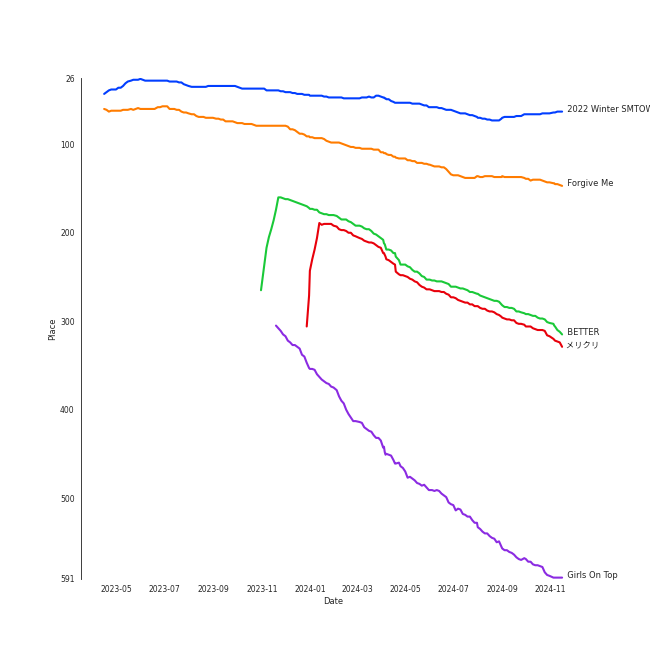 26
100
200
300
400
500
591
Place
2022 Winter SMTOW
Forgive Me
BETTER
メリクリ
Girls On Top
2023-05 2023-07 2023-09 2023-11 2024-01 2024-03 2024-05 2024-07 2024-09 2024-11
Date